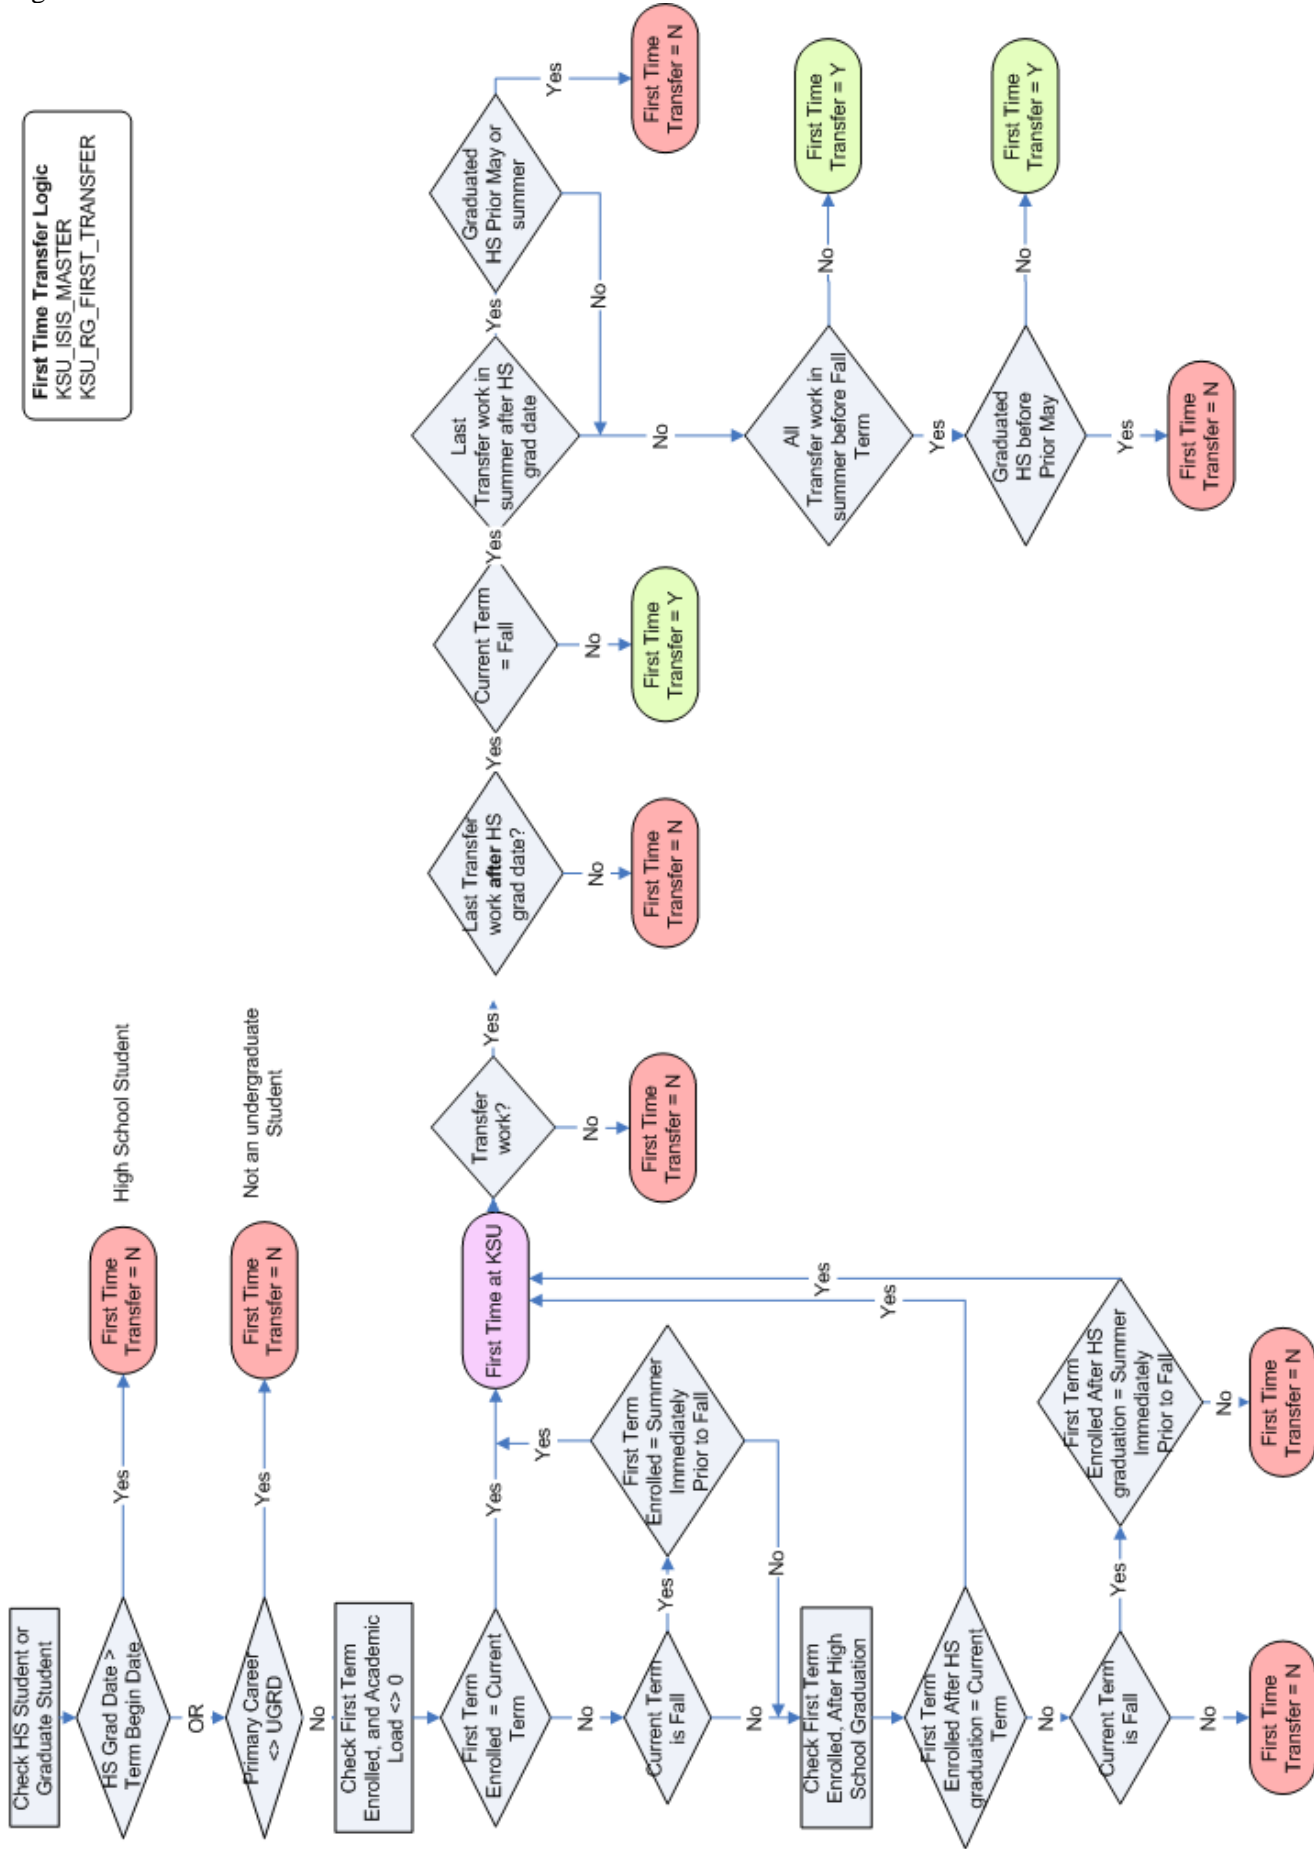 First Time Transfer Logic
KSU_ISIS_MASTER
KSU_RG_FIRST_TRANSFER
Check HS Student or
Graduate Student
HS Grad Date >
Term Begin Date
Yes
First Time
Transfer = N
High School Student
OR
Primary Career
<> UGRD
Yes
First Time
Transfer = N
Not an undergraduate
Student
No
Check First Term
Enrolled, and Academic
Load <> 0
First Term
Enrolled = Current
Term
Yes
First Time at KSU
No
Current Term
is Fall
Yes
First Term
Enrolled = Summer
Immediately
Prior to Fall
Yes
No
No
Check First Term
Enrolled, After High
School Graduation
First Term
Enrolled After HS
graduation = Current
Term
Yes
No
Current Term
is Fall
Yes
First Term
Enrolled After HS
graduation = Summer
Immediately
Prior to Fall
Yes
No
First Time
Transfer = N
No
First Time
Transfer = N
Transfer
work?
No
First Time
Transfer = N
Yes
Last Transfer
work after HS
grad date?
No
First Time
Transfer = N
Yes
Current Term
= Fall
No
First Time
Transfer = Y
Yes
Last
Transfer work in
summer after HS
grad date
Yes
Graduated
HS Prior May or
summer
Yes
First Time
Transfer = N
No
No
All
Transfer work in
summer before Fall
Term
No
First Time
Transfer = Y
Yes
Graduated
HS before
Prior May
No
First Time
Transfer = Y
Yes
First Time
Transfer = N